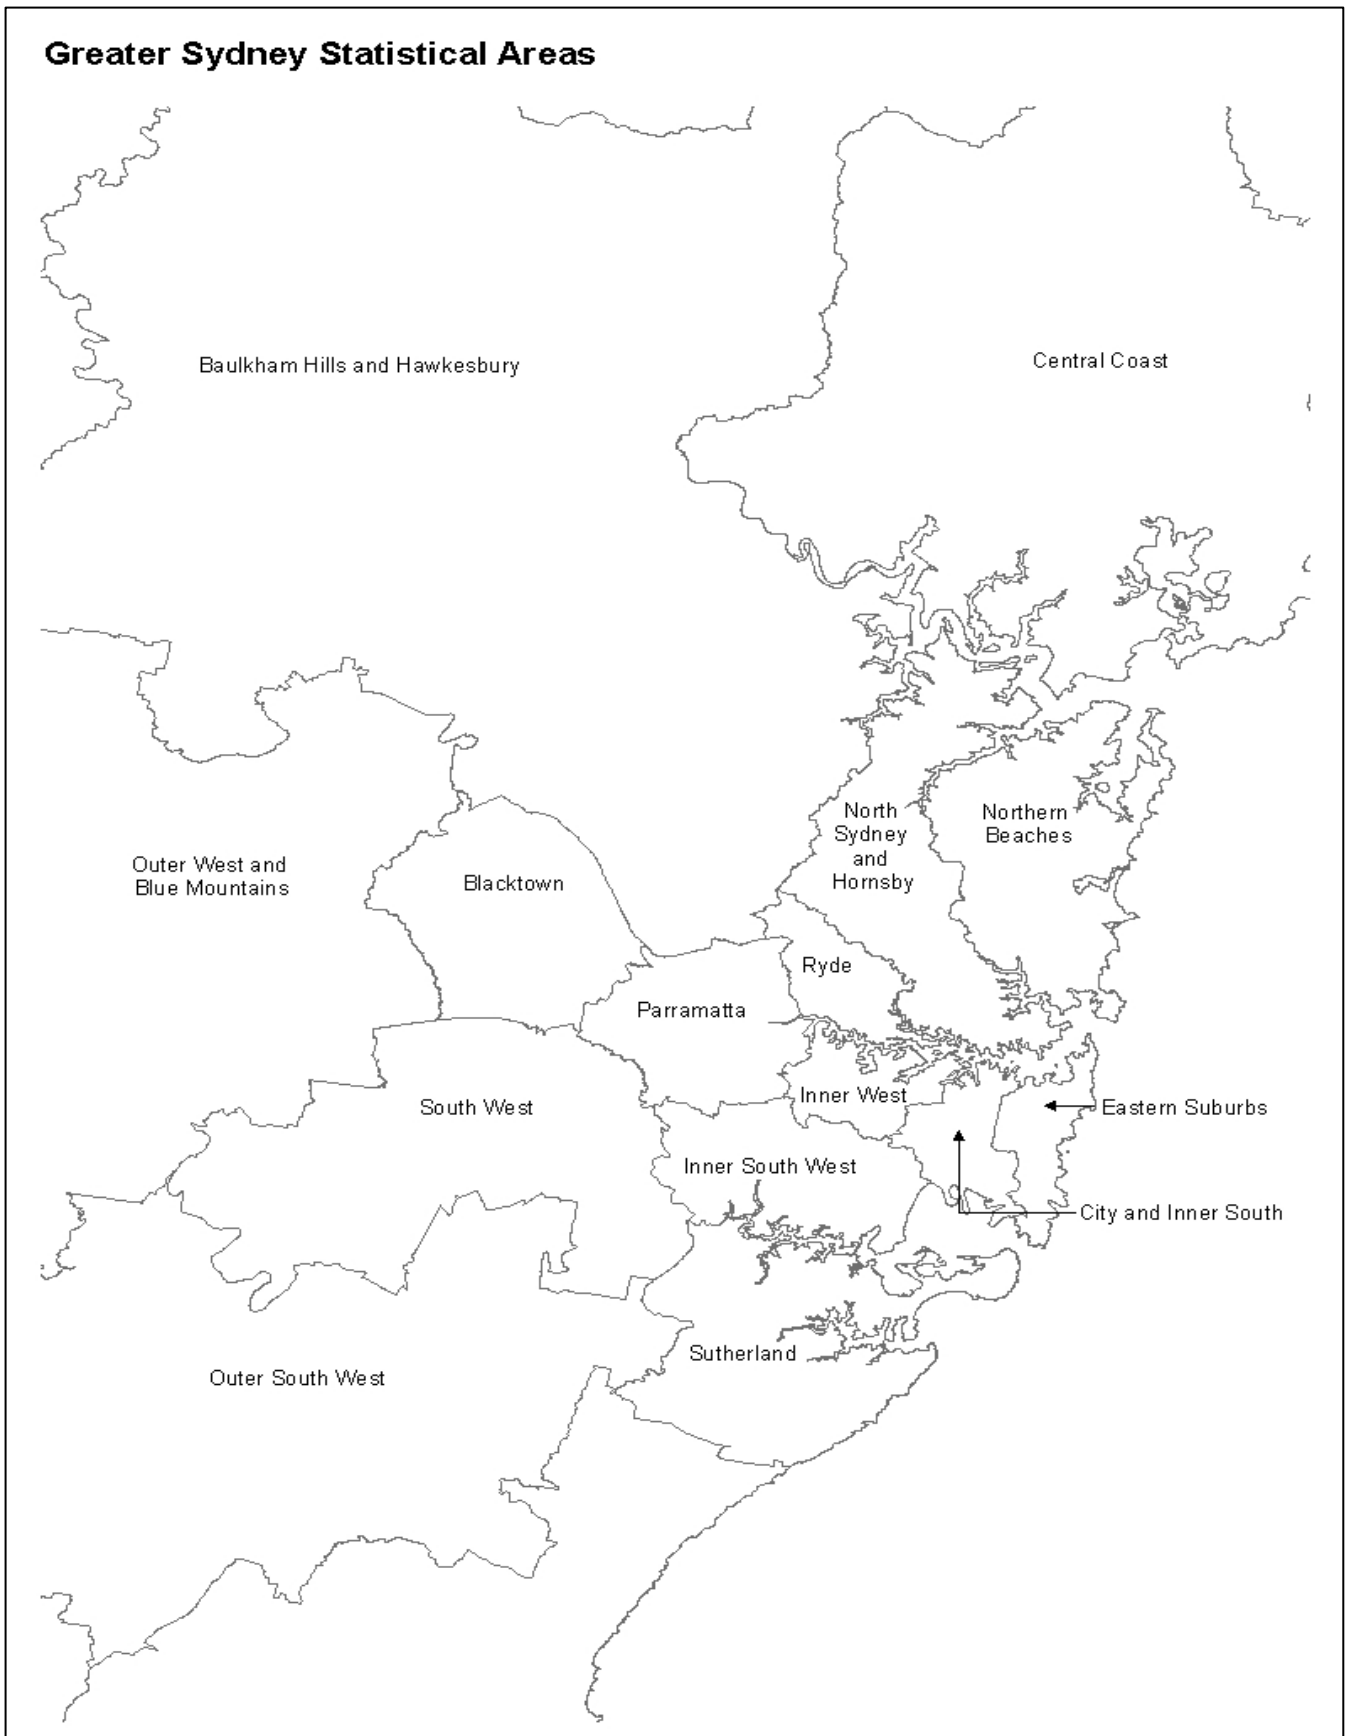 Greater Sydney Statistical Areas
Baulkham Hills and Hawkesbury
Central Coast
North
Sydney
and
Hornsby
Northern
Beaches
Outer West and
Blue Mountains
Blacktown
Ryde
Parramatta
Inner West
South West
Eastern Suburbs
Inner South West
City and Inner South
Sutherland
Outer South West